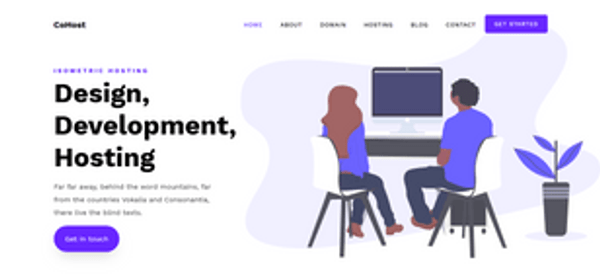 CoHost
HOME ABOUT DOMAIN HOSTING BLOG CONTACT GET STARTED
ISOMETRIC HOSTING
Design,
Development,
Hosting
Far far away, behind the word mountains, far
from the countries Vokalia and Consonantia,
there live the blind texts.
Get in touch